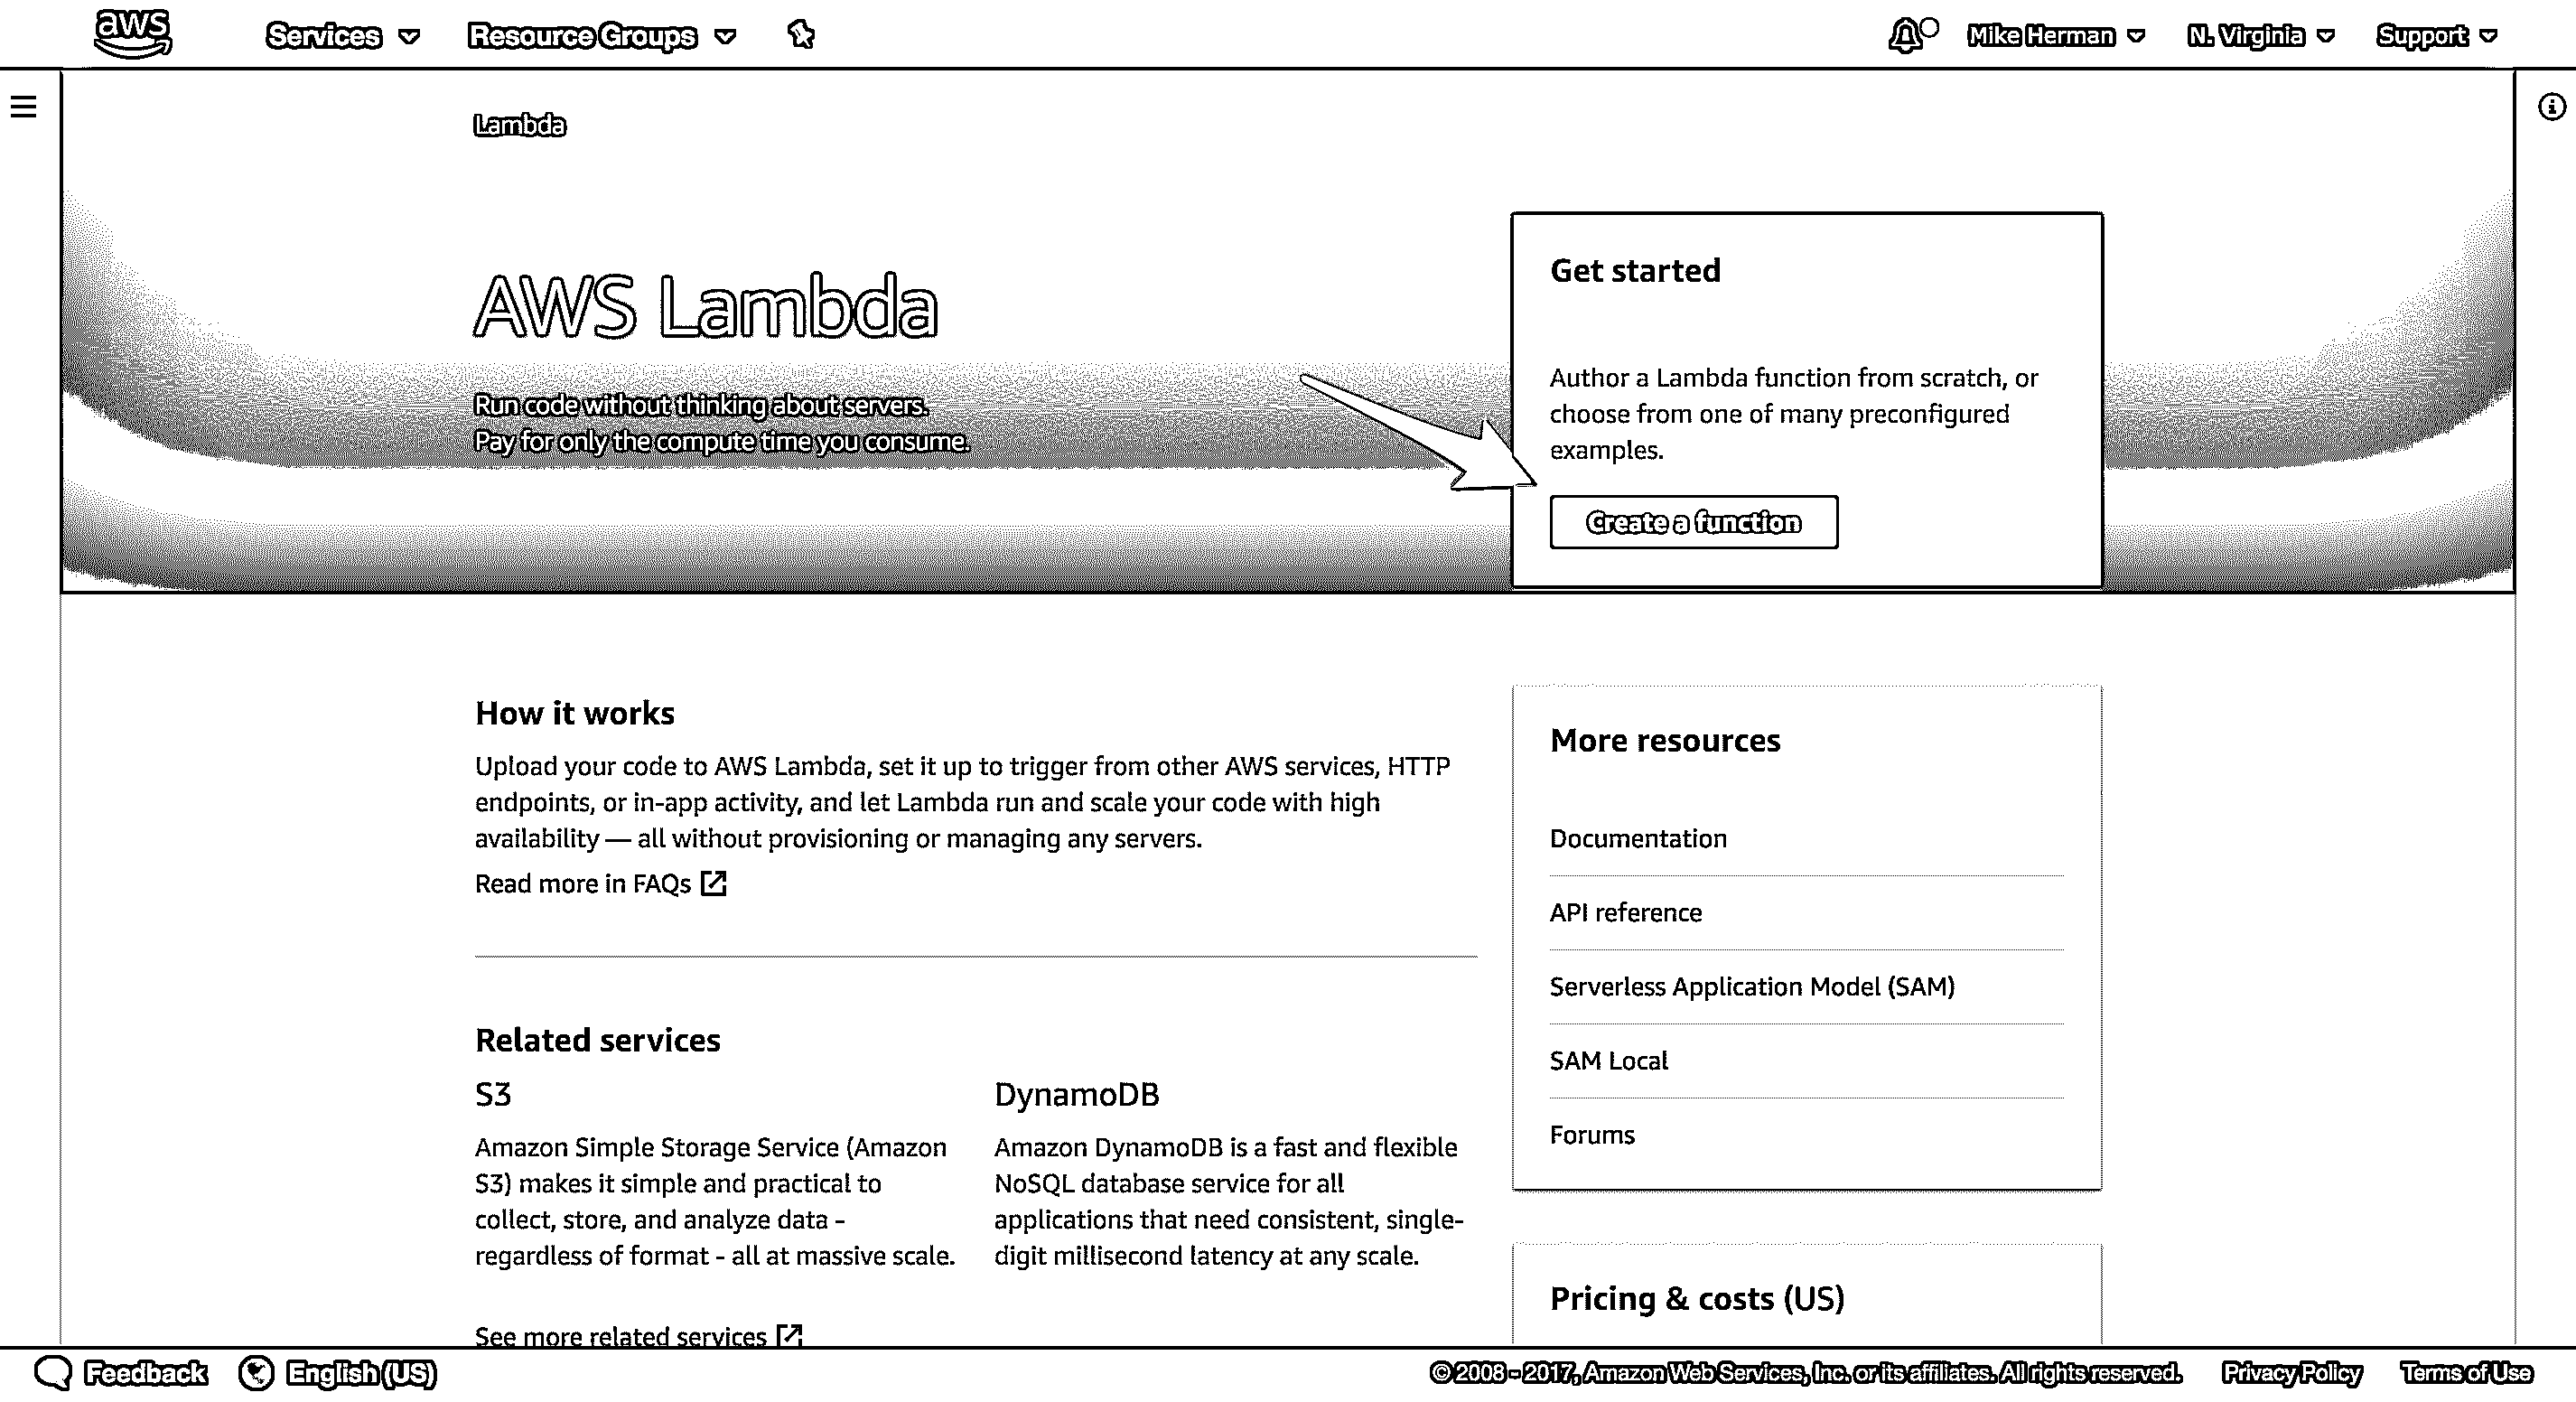 aws
Services
Resource Groups
Mike Herman
N. Virginia
Support
Lambda
AWS Lambda
Run code without thinking about servers.
Pay for only the compute time you consume.
Get started
Author a Lambda function from scratch, or
choose from one of many preconfigured
examples.
Create a function
How it works
Upload your code to AWS Lambda, set it up to trigger from other AWS services, HTTP
endpoints, or in-app activity, and let Lambda run and scale your code with high
availability — all without provisioning or managing any servers.
Read more in FAQs
Related services
S3
Amazon Simple Storage Service (Amazon
S3) makes it simple and practical to
collect, store, and analyze data -
regardless of format - all at massive scale.
DynamoDB
Amazon DynamoDB is a fast and flexible
NoSQL database service for all
applications that need consistent, single-
digit millisecond latency at any scale.
See more related services
More resources
Documentation
API reference
Serverless Application Model (SAM)
SAM Local
Forums
Pricing & costs (US)
Feedback
English (US)
© 2008 - 2017, Amazon Web Services, Inc. or its affiliates. All rights reserved.
Privacy Policy
Terms of Use